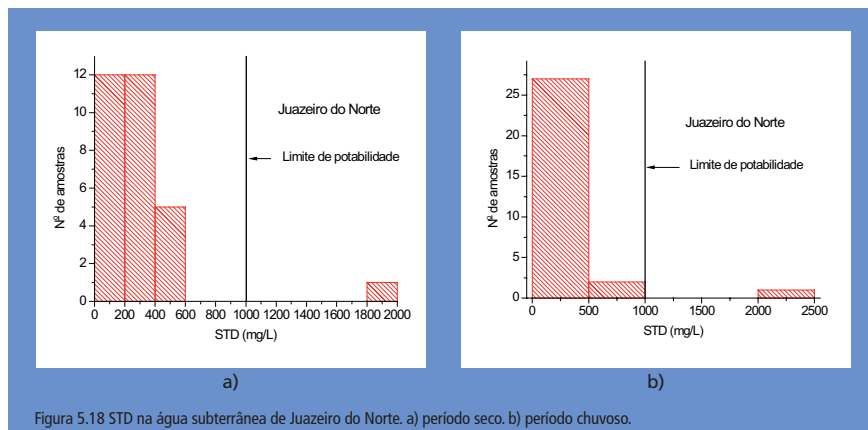 12
10
8
6
4
2
0
Nº de amostras
Juazeiro do Norte
Limite de potabilidade
0 200 400 600 800 1000 1200 1400 1600 1800 2000
STD (mg/L)
a)
25
20
15
10
5
0
Nº de amostras
Juazeiro do Norte
Limite de potabilidade
0 500 1000 1500 2000 2500
STD (mg/L)
b)
Figura 5.18 STD na água subterrânea de Juazeiro do Norte. a) período seco. b) período chuvoso.